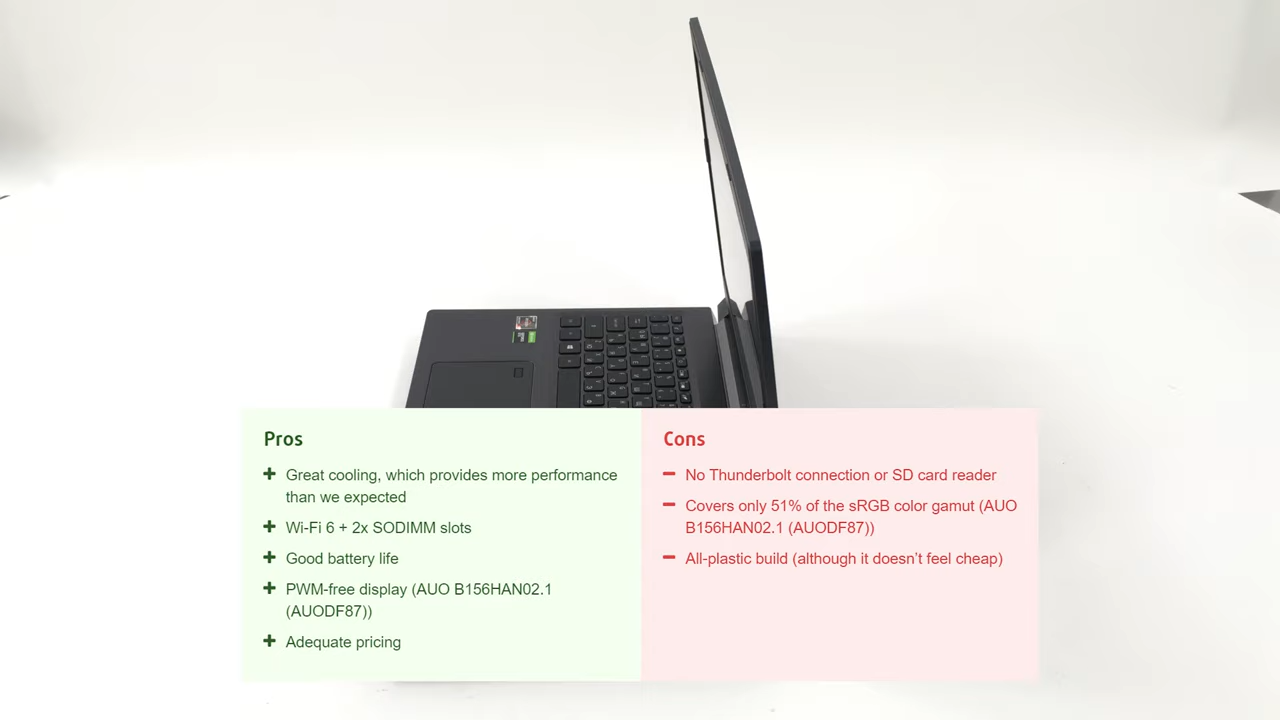 Pros
Great cooling, which provides more performance
than we expected
Wi-Fi 6 + 2x SODIMM slots
Good battery life
PWM-free display (AUO B156HAN02.1
(AUODF87))
Adequate pricing
Cons
No Thunderbolt connection or SD card reader
Covers only 51% of the sRGB color gamut (AUO
B156HAN02.1 (AUODF87))
All-plastic build (although it doesn’t feel cheap)